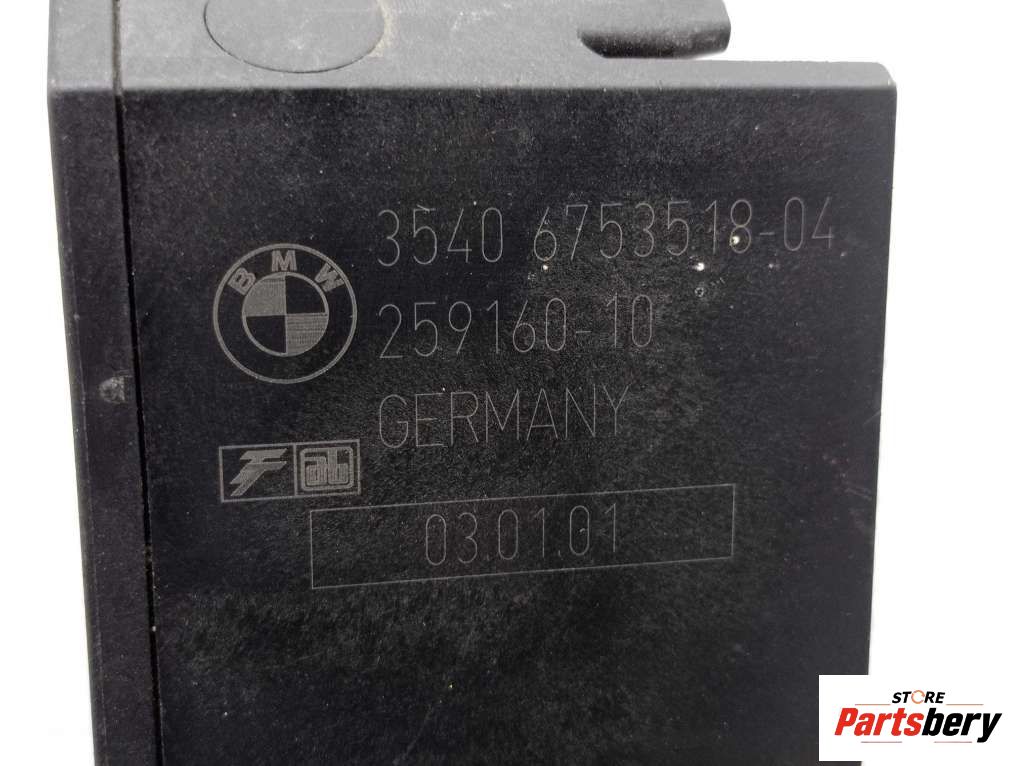 3540 6753518-04
BMW
259160-10
GERMANY
03.01.01
STORE
Partsbery